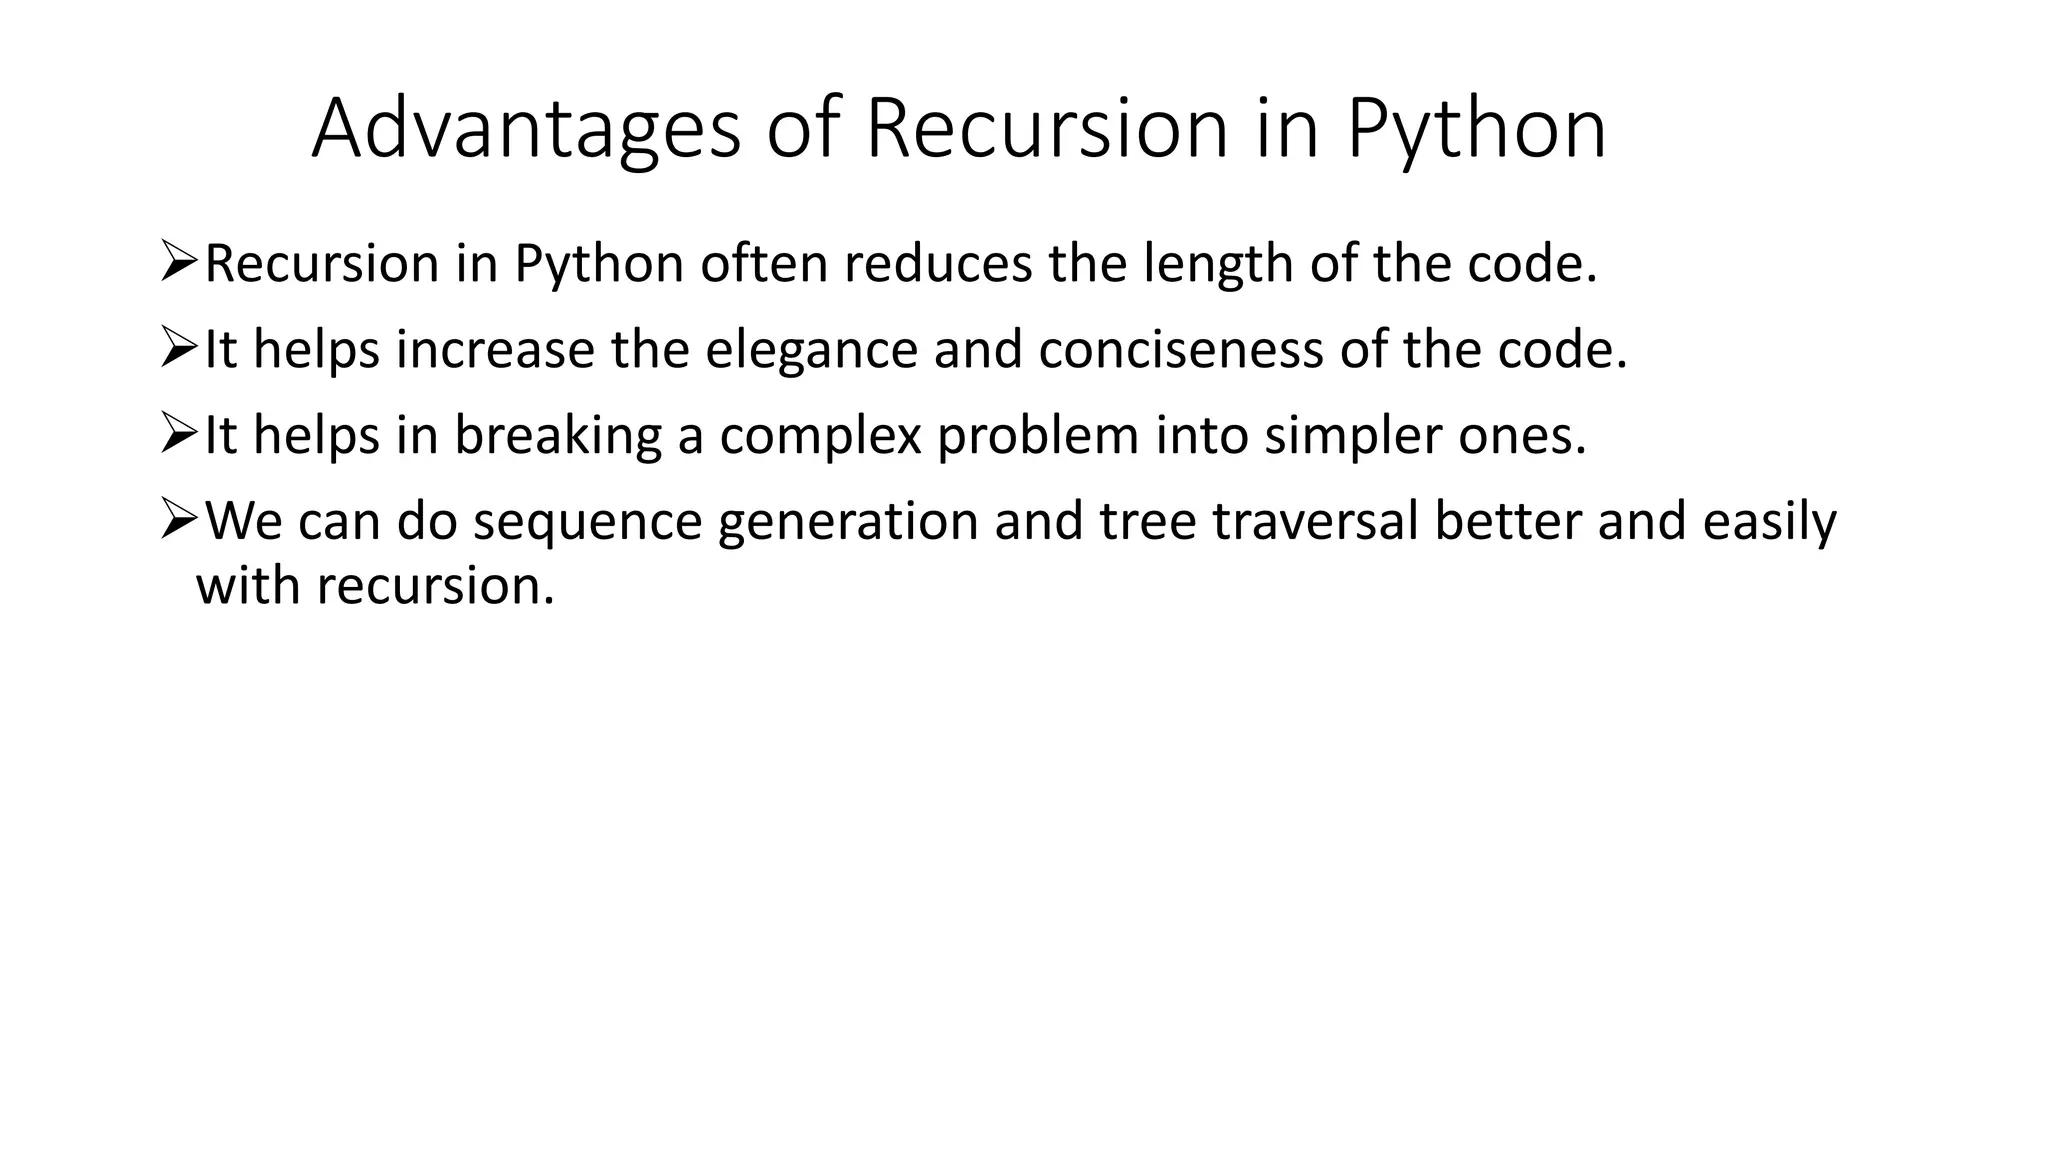 Advantages of Recursion in Python
➢Recursion in Python often reduces the length of the code.
➢It helps increase the elegance and conciseness of the code.
➢It helps in breaking a complex problem into simpler ones.
➢We can do sequence generation and tree traversal better and easily
with recursion.